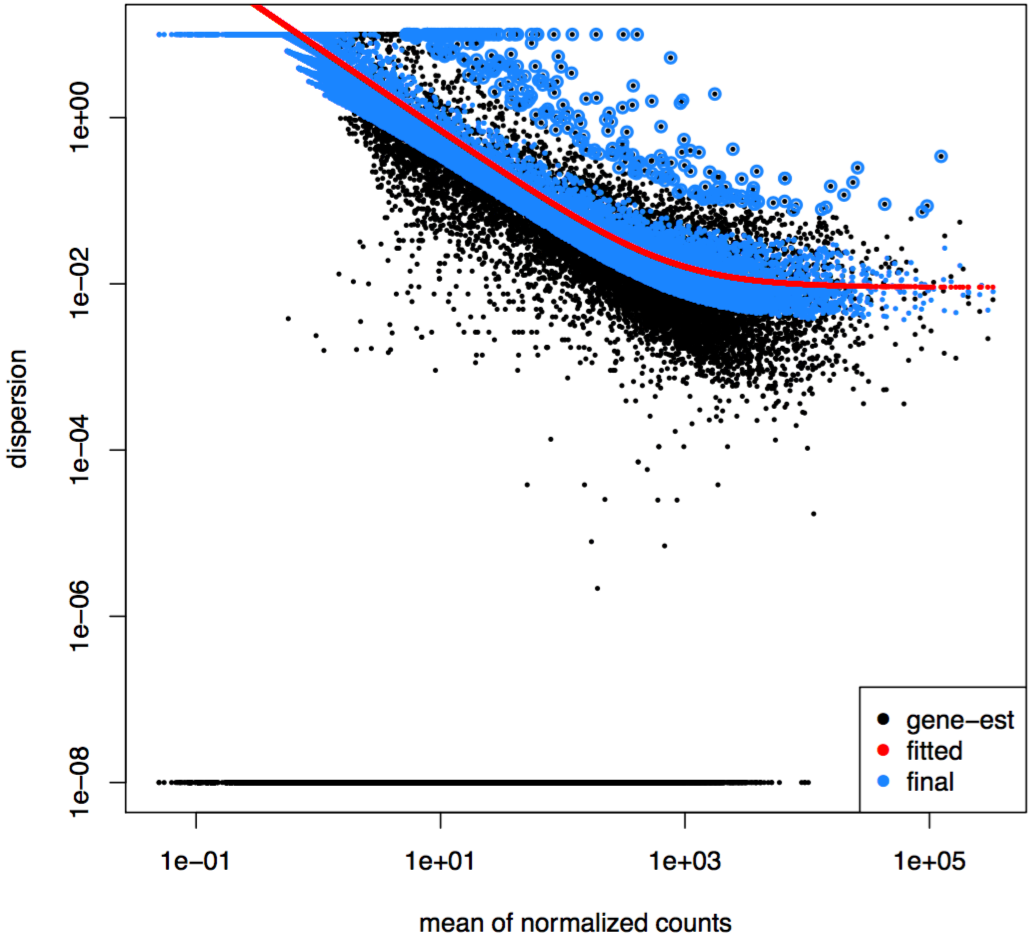 dispersion
1e+00
1e−02
1e−04
1e−06
1e−08
gene−est
fitted
final
1e−01
1e+01
1e+03
1e+05
mean of normalized counts